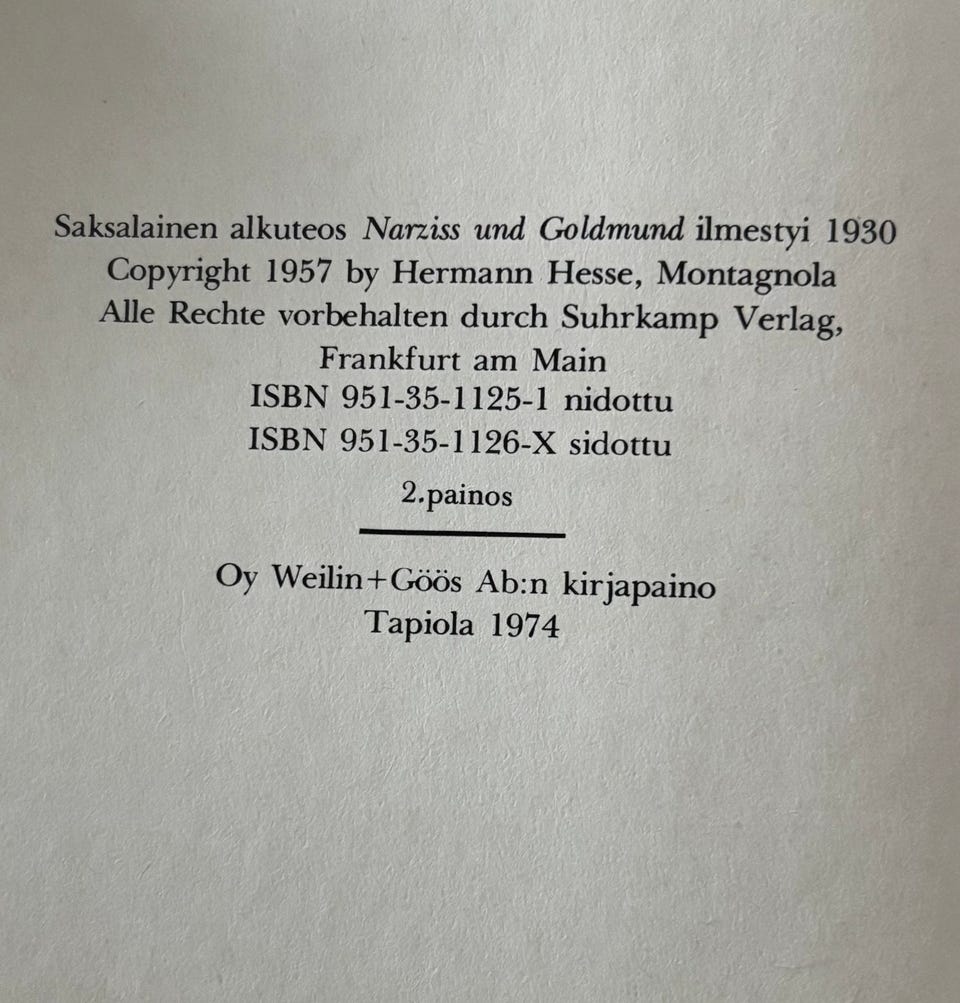 Saksalainen alkuteos Narziss und Goldmund ilmestyi 1930
Copyright 1957 by Hermann Hesse, Montagnola
Alle Rechte vorbehalten durch Suhrkamp Verlag,
Frankfurt am Main
ISBN 951-35-1125-1 nidottu
ISBN 951-35-1126-X sidottu
2.painos
Oy Weilin+Göös Ab:n kirjapaino
Tapiola 1974